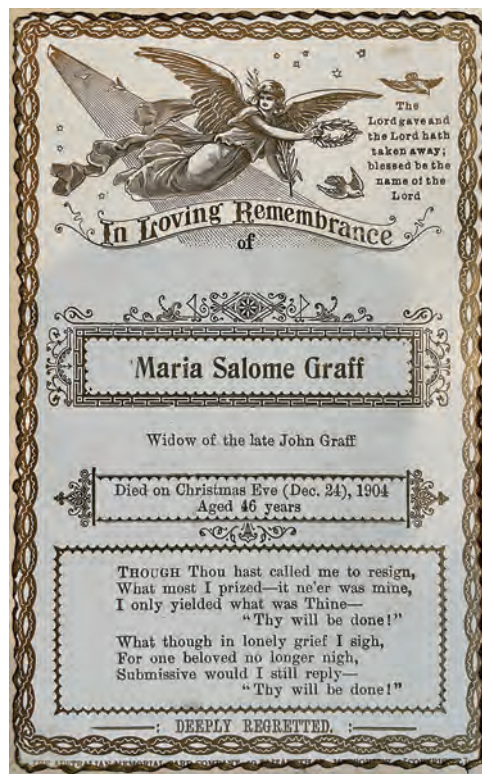 The
Lord gave and
the Lord hath
taken away;
blessed be the
name of the
Lord
In Loving Remembrance
of
Maria Salome Graff
Widow of the late John Graff
Died on Christmas Eve (Dec. 24), 1904
Aged 46 years
THOUGH Thou hast called me to resign,
What most I prized—it ne'er was mine,
I only yielded what was Thine—
"Thy will be done!"
What though in lonely grief I sigh,
For one beloved no longer nigh,
Submissive would I still reply—
"Thy will be done!"
DEEPLY REGRETTED.
THE AUSTRALIAN MEMORIAL CARD COMPANY